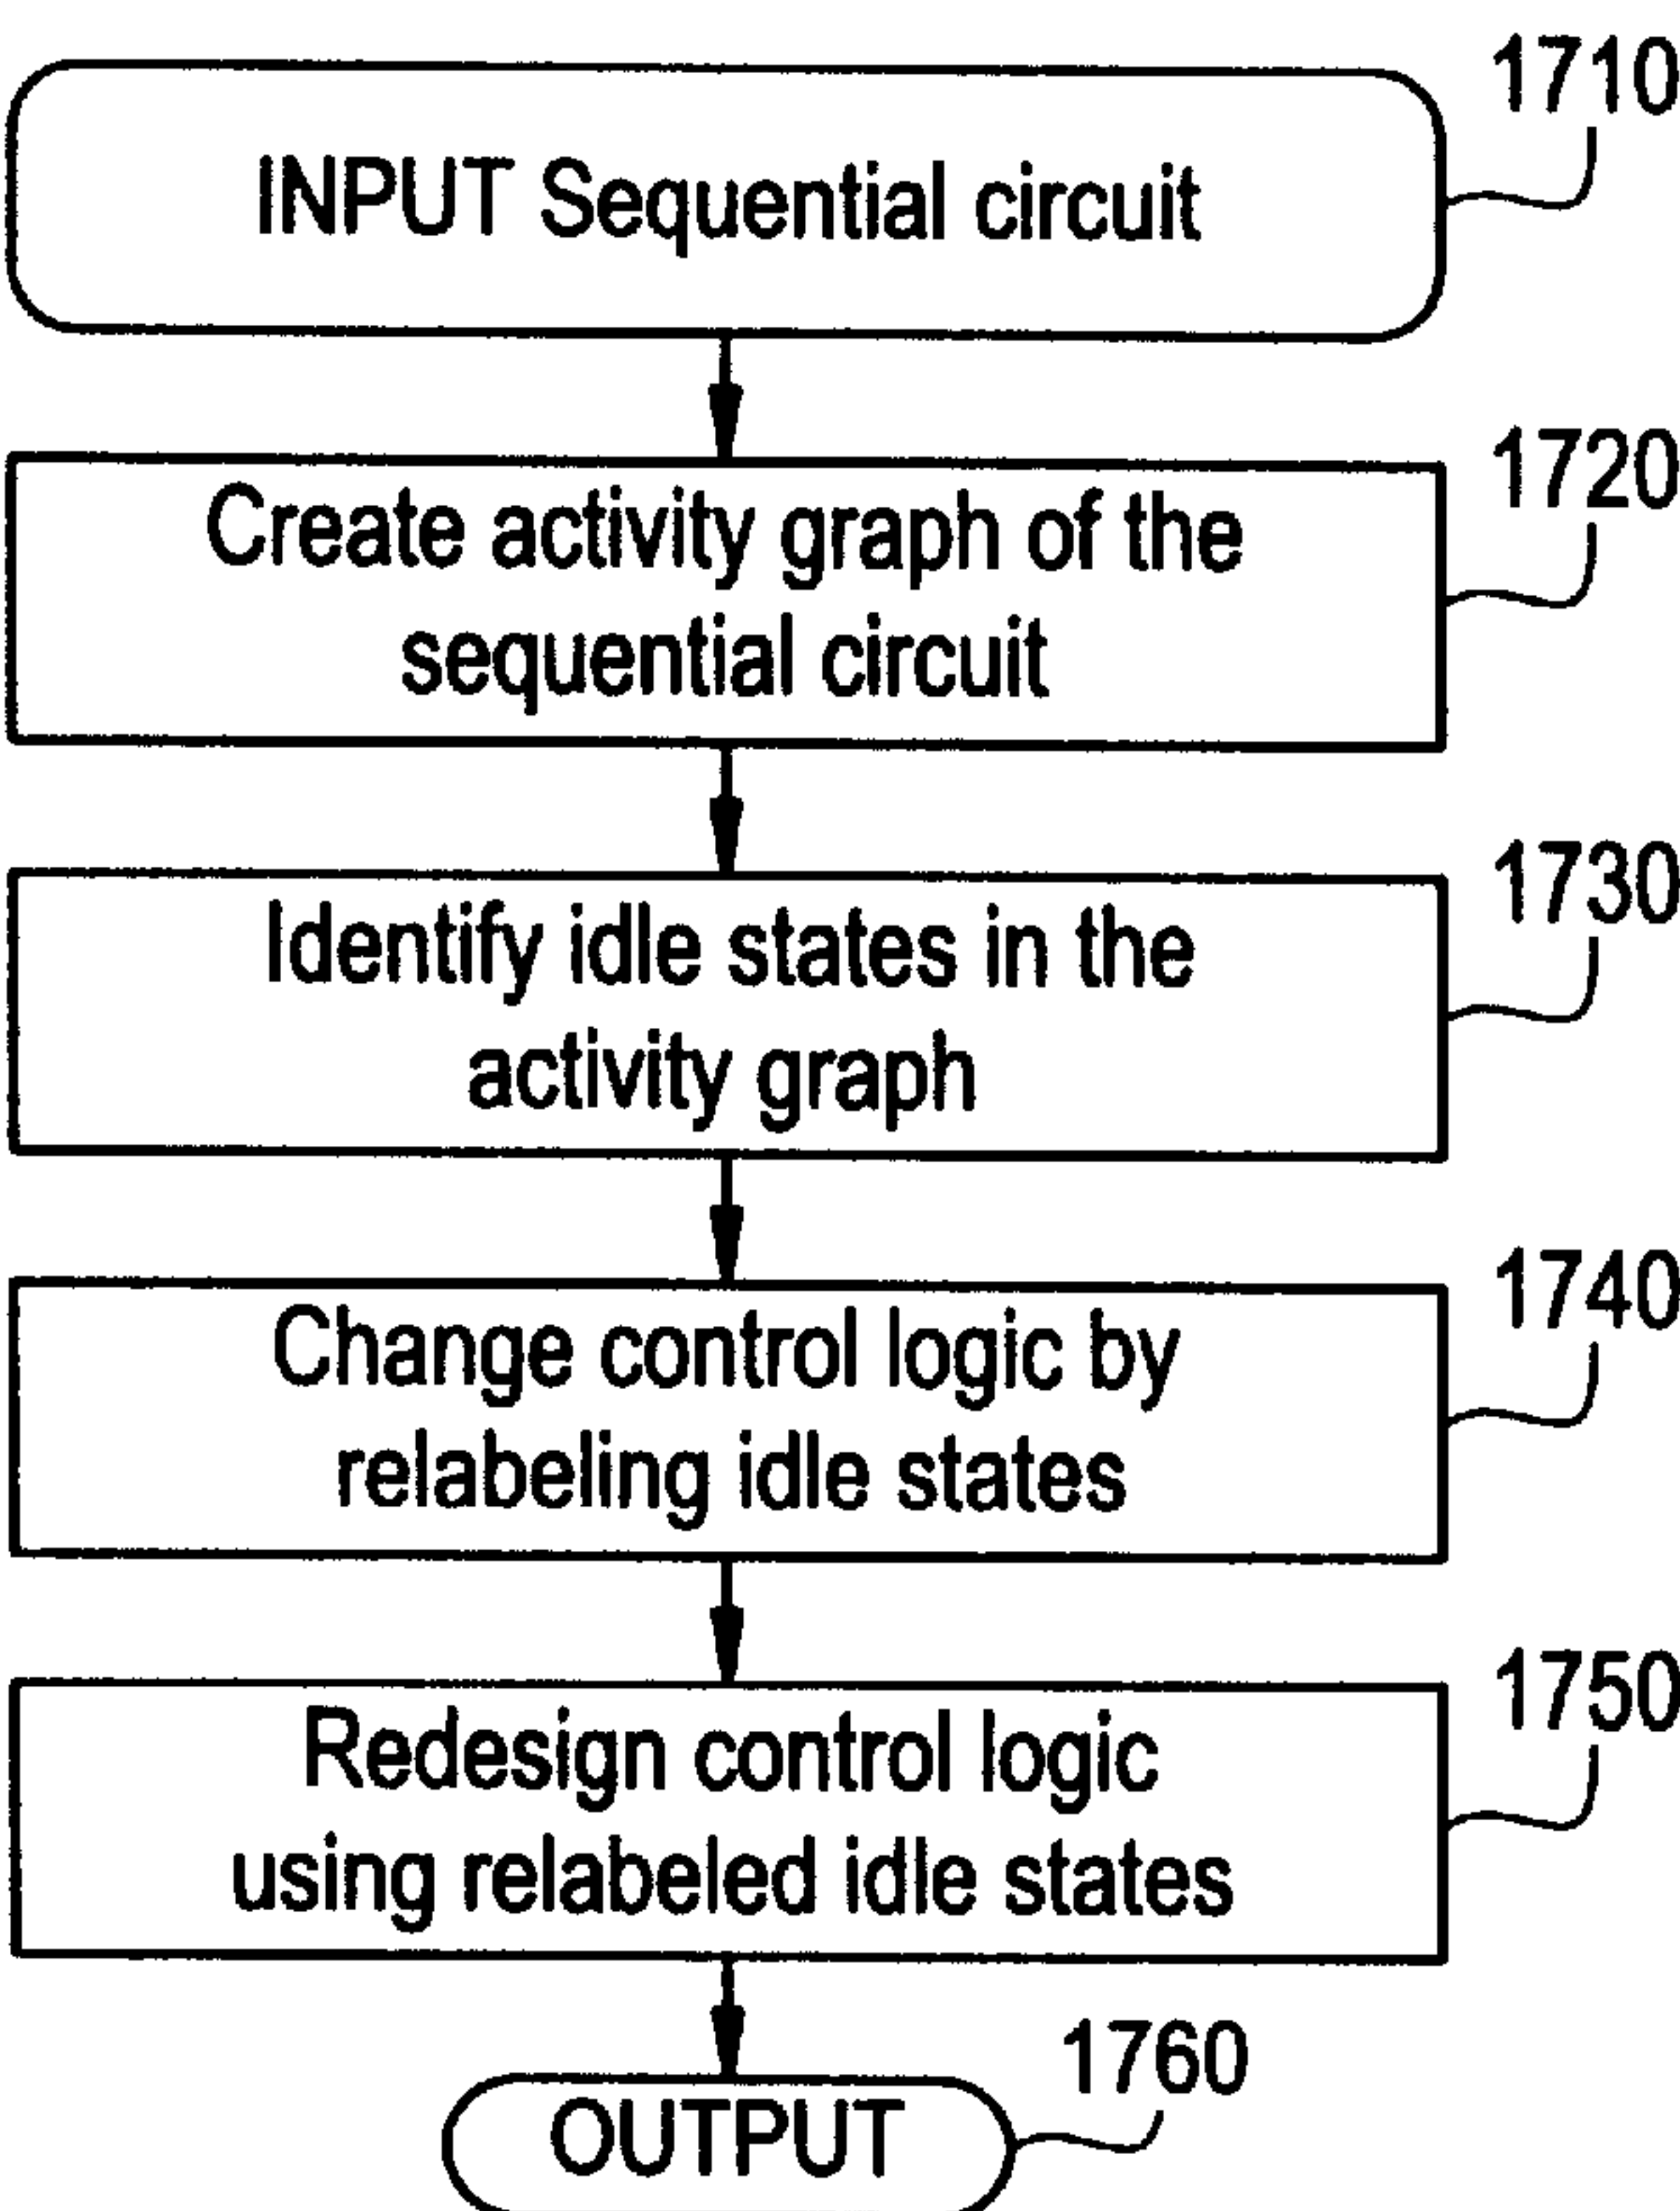 1710
INPUT Sequential circuit
1720
Create activity graph of the
sequential circuit
1730
Identify idle states in the
activity graph
1740
Change control logic by
relabeling idle states
1750
Redesign control logic
using relabeled idle states
1760
OUTPUT